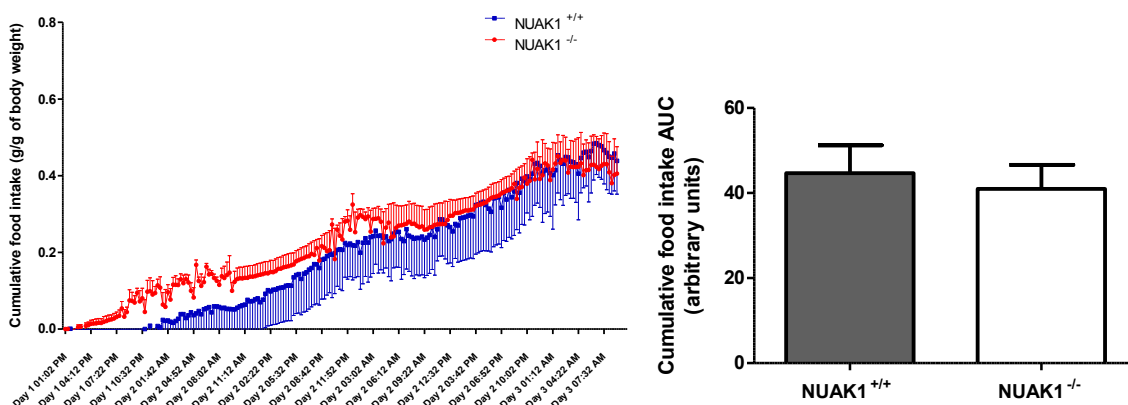 NUAK1 +/+
NUAK1 -/-
Cumulative food intake (g/g of body weight)
0.8
0.6
0.4
0.2
0.0
Day 1 01:02 PM
Day 1 04:12 PM
Day 1 07:22 PM
Day 1 10:32 PM
Day 2 01:42 AM
Day 2 04:52 AM
Day 2 08:02 AM
Day 2 11:12 AM
Day 2 02:22 PM
Day 2 05:32 PM
Day 2 08:42 PM
Day 2 11:52 PM
Day 2 03:02 AM
Day 2 06:12 AM
Day 2 09:22 AM
Day 2 12:32 PM
Day 2 03:42 PM
Day 2 06:52 PM
Day 2 10:02 PM
Day 3 01:12 AM
Day 3 04:22 AM
Day 3 07:32 AM
Cumulative food intake AUC
(arbitrary units)
60
40
20
0
NUAK1+/+
NUAK1-/-